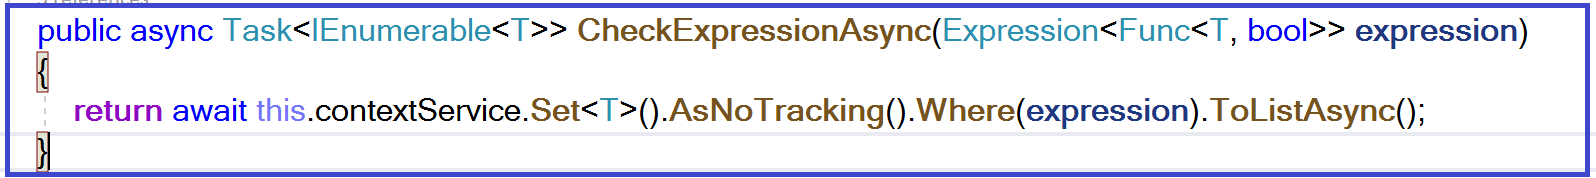 public async Task<IEnumerable<T>> CheckExpressionAsync(Expression<Func<T, bool>> expression)
{
return await this.contextService.Set<T>().AsNoTracking().Where(expression).ToListAsync();
}